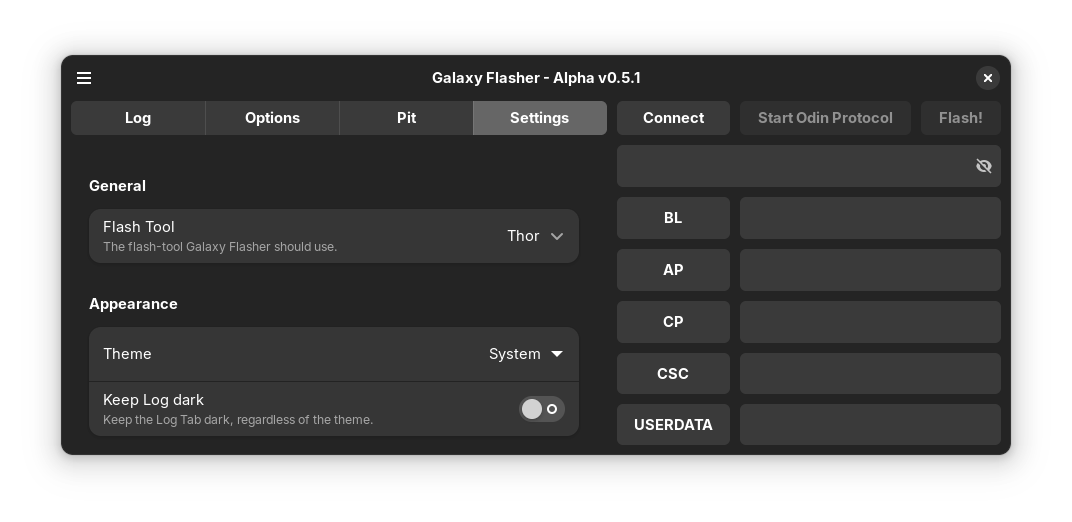 Galaxy Flasher - Alpha v0.5.1
Log
Options
Pit
Settings
Connect
Start Odin Protocol
Flash!
General
Flash Tool
The flash-tool Galaxy Flasher should use.
Thor
Appearance
Theme
System
Keep Log dark
Keep the Log Tab dark, regardless of the theme.
BL
AP
CP
CSC
USERDATA